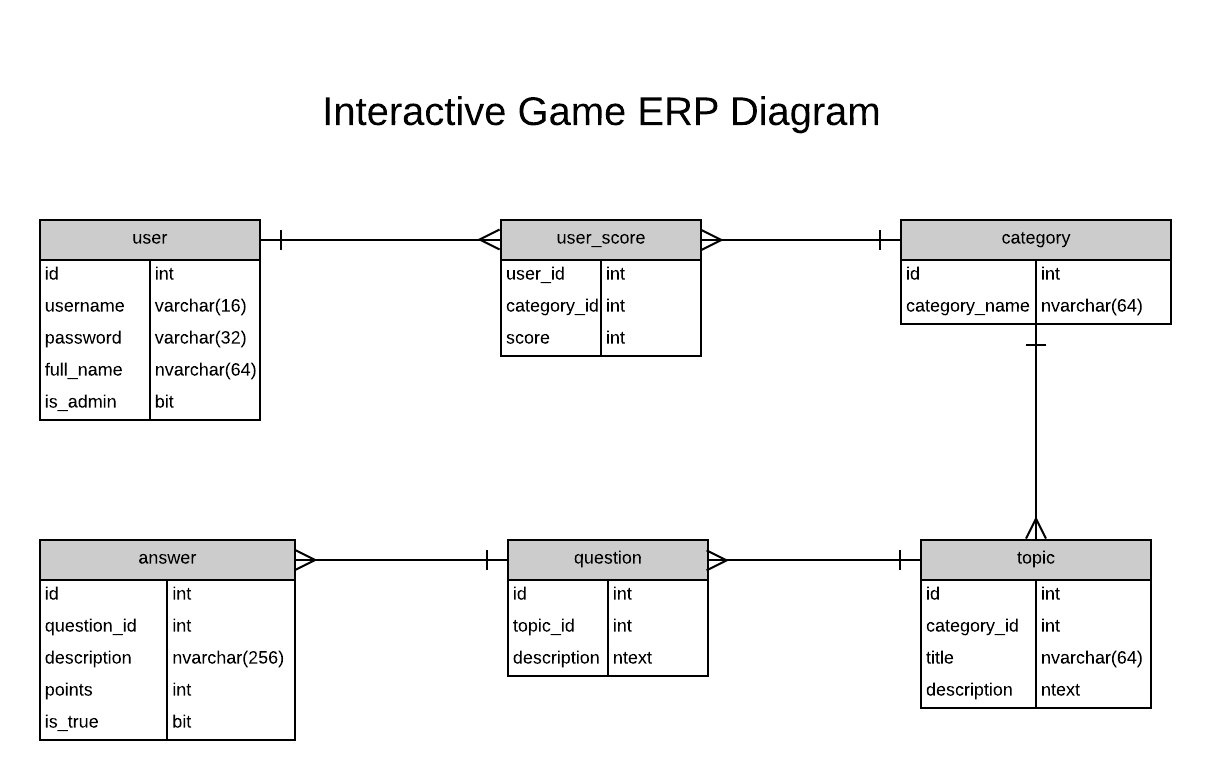 Interactive Game ERP Diagram
user
id int
username varchar(16)
password varchar(32)
full_name nvarchar(64)
is_admin bit
user_score
user_id int
category_id int
score int
category
id int
category_name nvarchar(64)
answer
id int
question_id int
description nvarchar(256)
points int
is_true bit
question
id int
topic_id int
description ntext
topic
id int
category_id int
title nvarchar(64)
description ntext